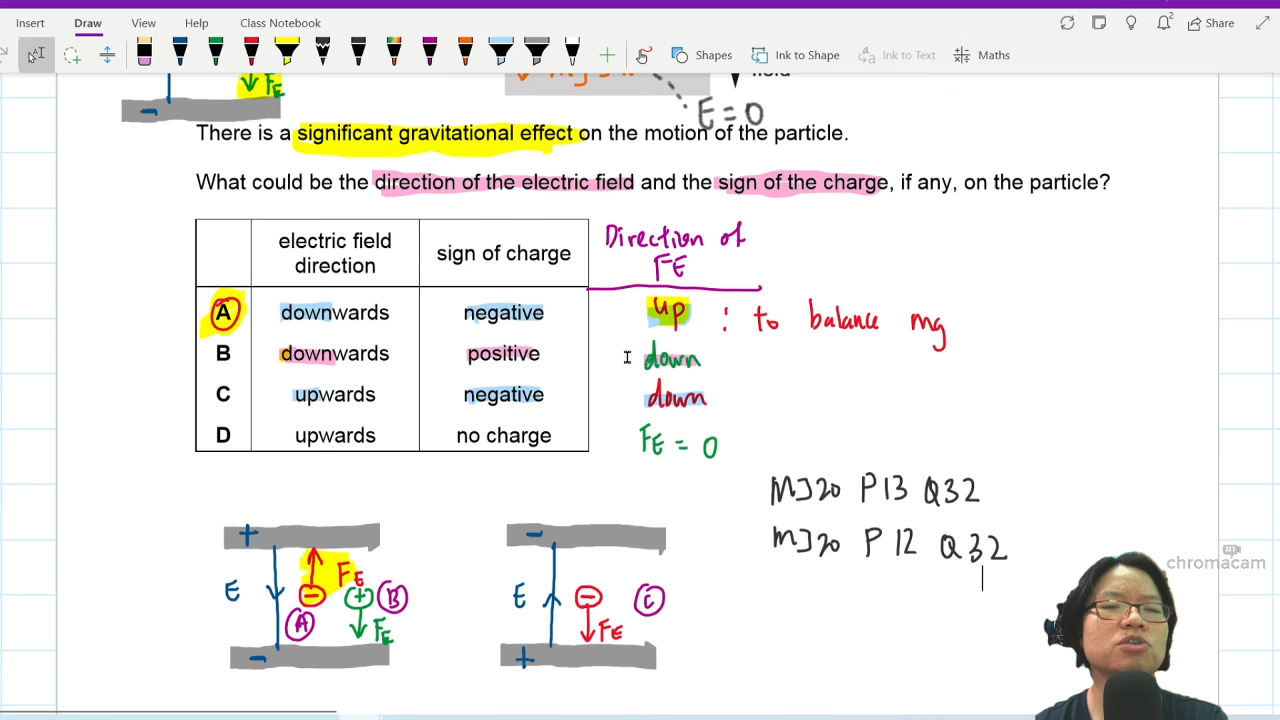 Insert Draw View Help Class Notebook
2 Share
Shapes Ink to Shape Ink to Text Maths
FE field
- E=0
There is a significant gravitational effect on the motion of the particle.
What could be the direction of the electric field and the sign of the charge, if any, on the particle?
electric field direction sign of charge Direction of FE
A downwards negative up : to balance mg
B downwards positive down
C upwards negative down
D upwards no charge FE = 0
MJ20 P13 Q32
MJ20 P12 Q32
+ -
E - FE + B E - C
A FE FE
- +
chromacam